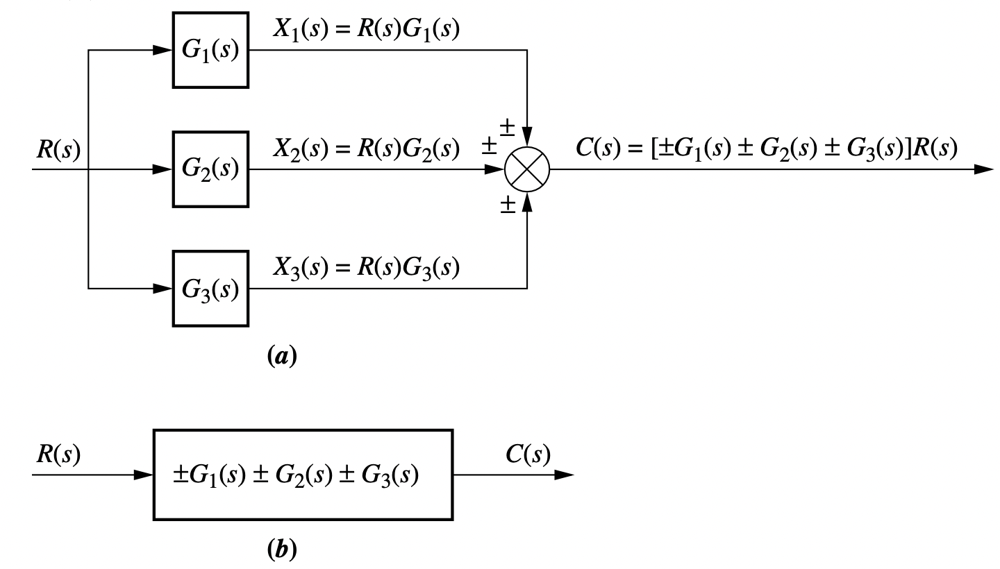 X₁(s) = R(s)G₁(s)
G₁(s)
±
R(s)
G₂(s)
X₂(s) = R(s)G₂(s)
±
C(s) = [±G₁(s) ± G₂(s) ± G₃(s)]R(s)
±
X₃(s) = R(s)G₃(s)
G₃(s)
(a)
R(s)
±G₁(s) ± G₂(s) ± G₃(s)
C(s)
(b)